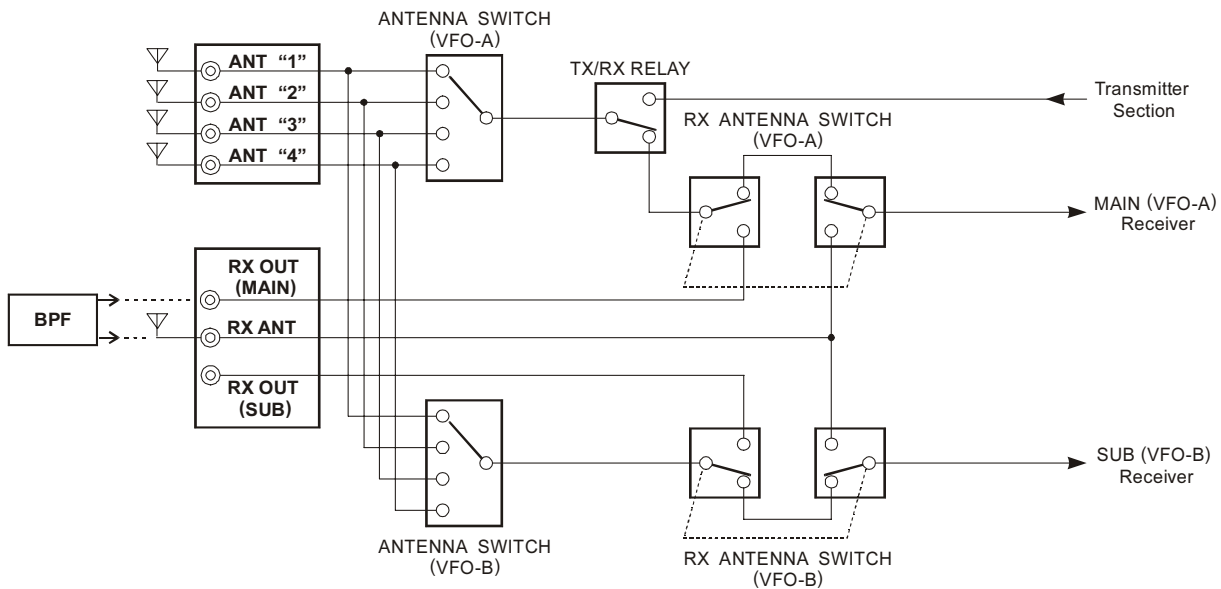 ANTENNA SWITCH
(VFO-A)
ANT “1”
ANT “2”
ANT “3”
ANT “4”
TX/RX RELAY
Transmitter
Section
RX ANTENNA SWITCH
(VFO-A)
MAIN (VFO-A)
Receiver
RX OUT
(MAIN)
BPF
RX ANT
RX OUT
(SUB)
SUB (VFO-B)
Receiver
ANTENNA SWITCH
(VFO-B)
RX ANTENNA SWITCH
(VFO-B)